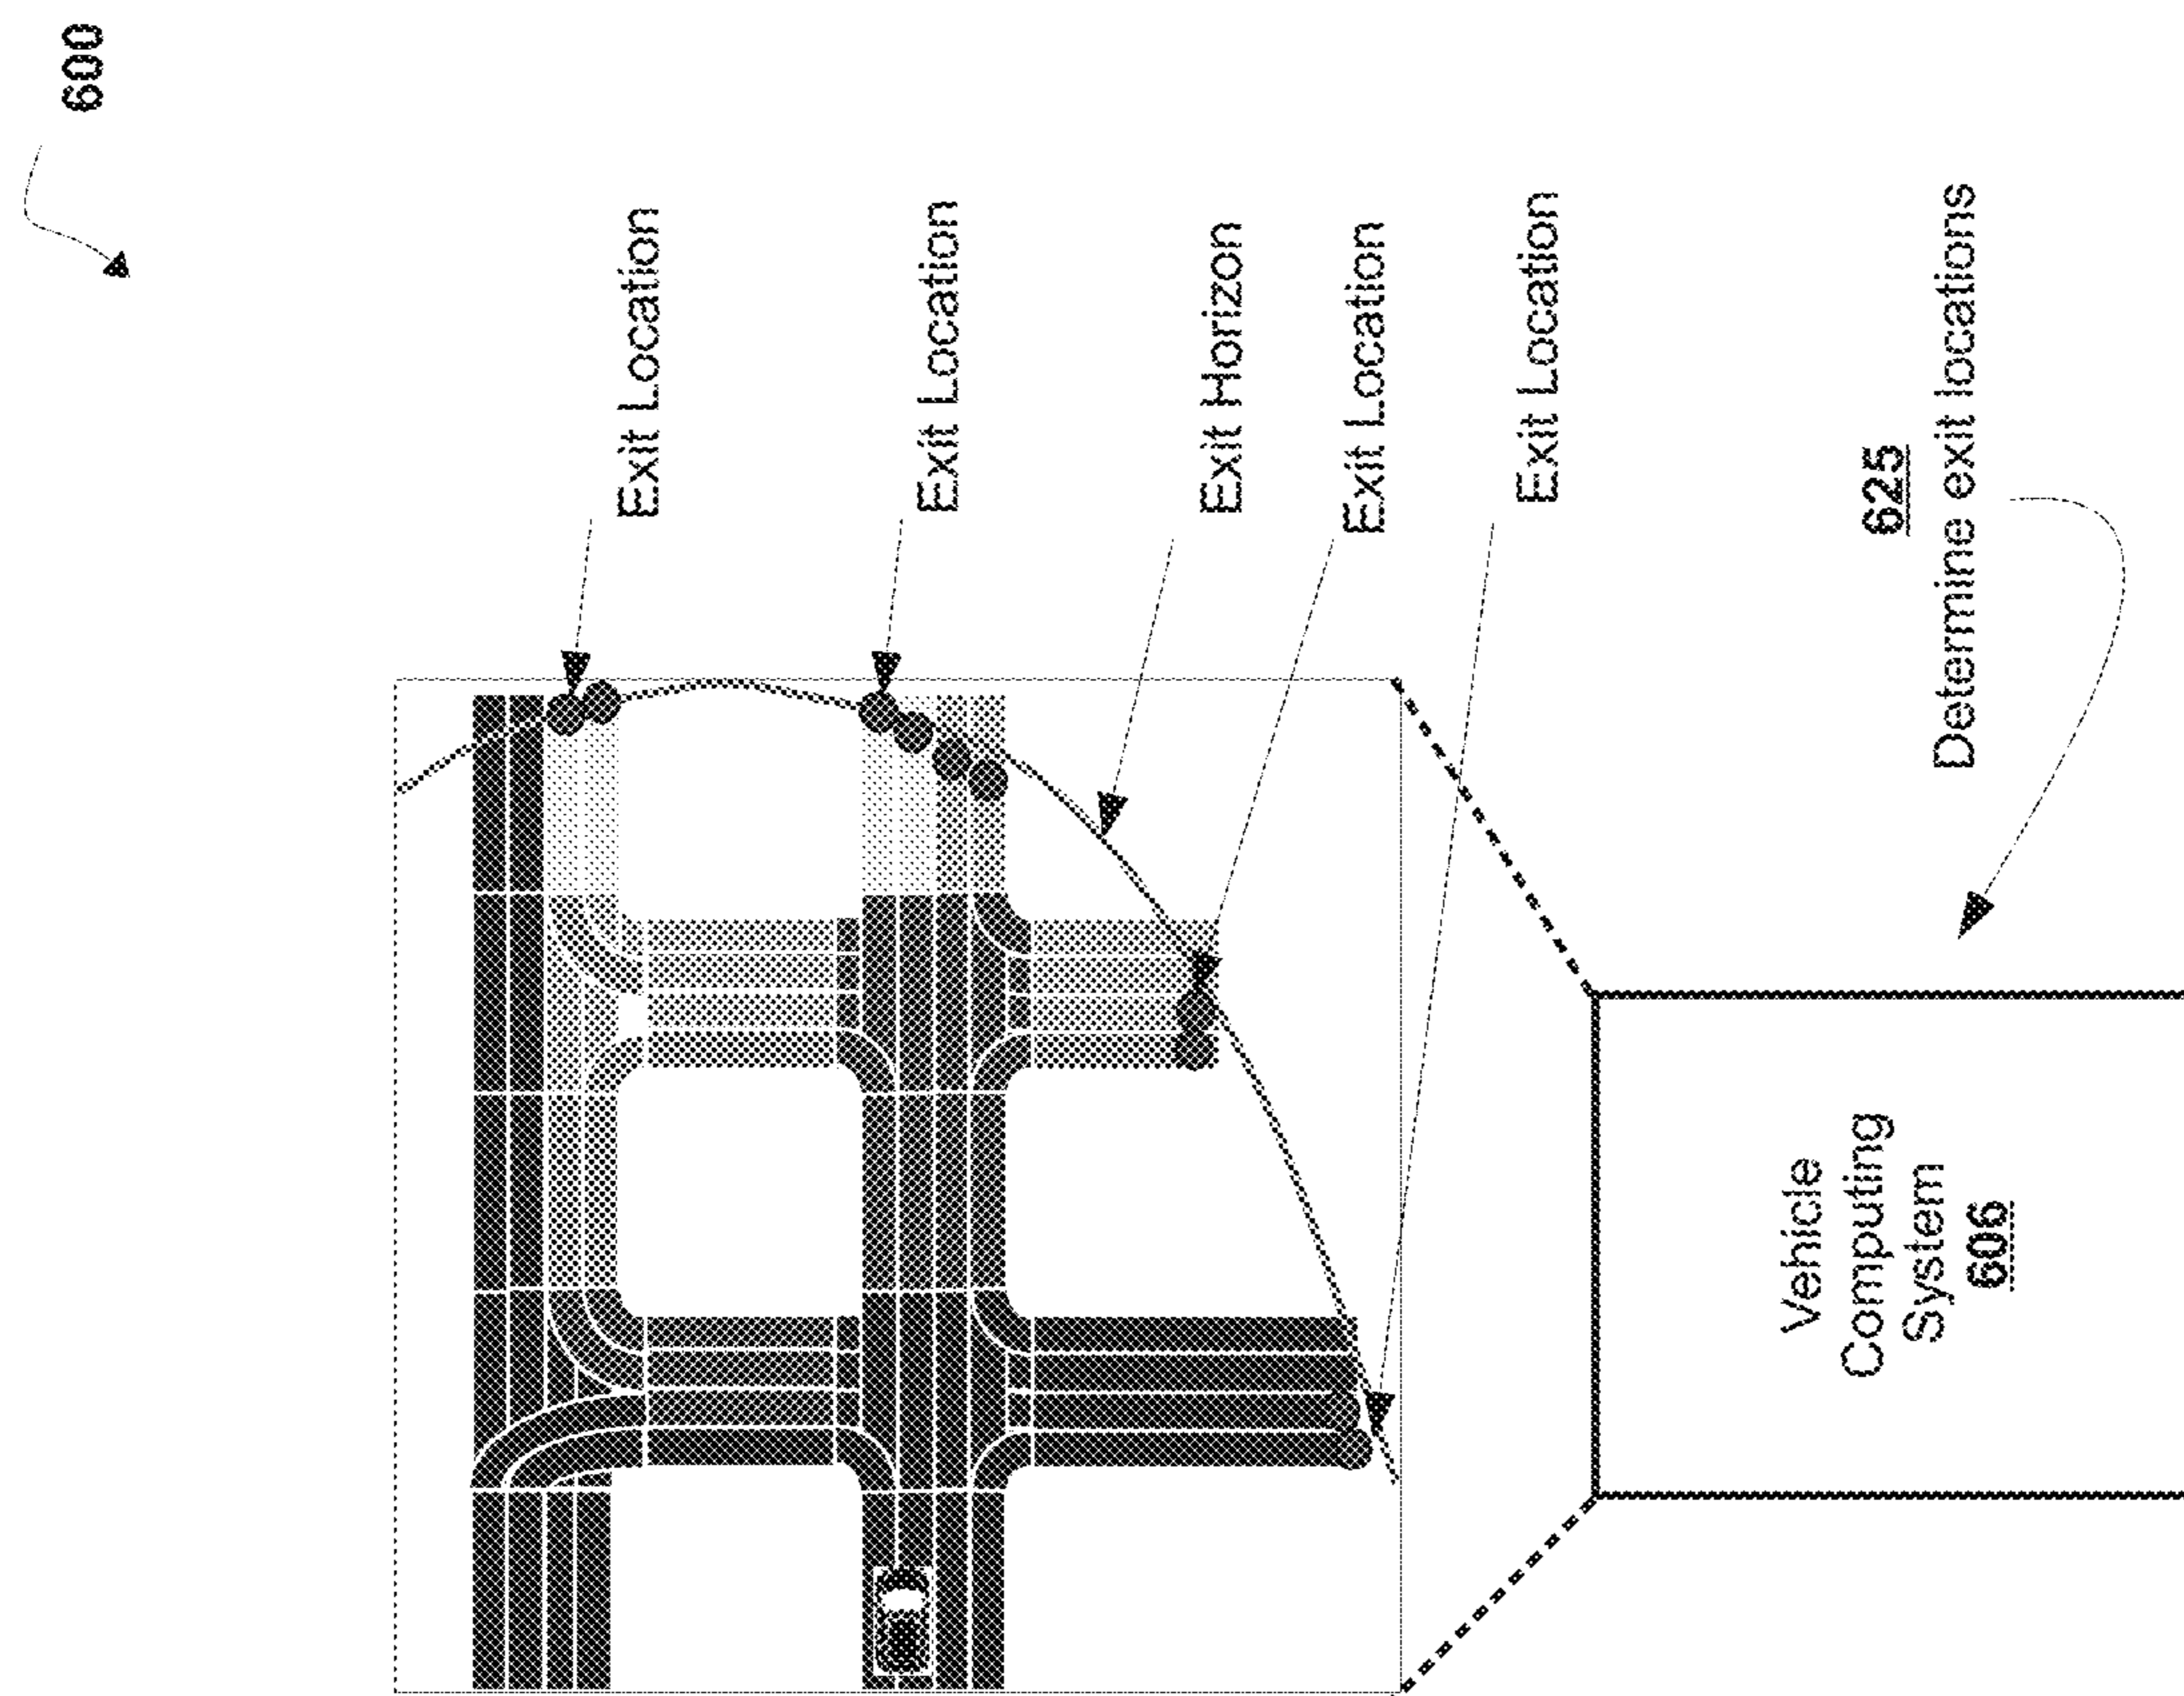 600
Exit Location
Exit Location
Exit Horizon
Exit Location
Exit Location
625
Determine exit locations
Vehicle
Computing
System
606